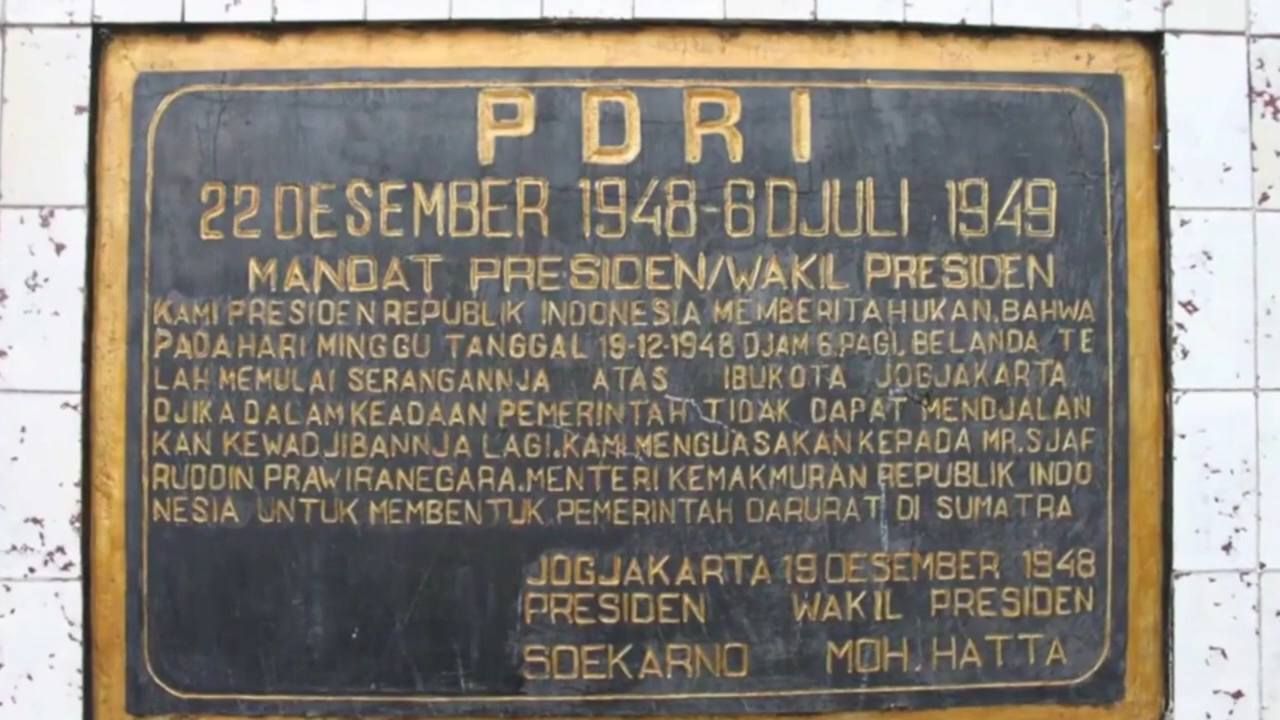 PDRI
22 DESEMBER 1948-6 DJULI 1949
MANDAT PRESIDEN/WAKIL PRESIDEN
KAMI PRESIDEN REPUBLIK INDONESIA MEMBERITAHUKAN, BAHWA
PADA HARI MINGGU TANGGAL 19-12-1948 DJAM 6 PAGI, BELANDA TE
LAH MEMULAI SERANGANNJA ATAS IBUKOTA JOGJAKARTA
DJIKA DALAM KEADAAN PEMERINTAH TIDAK DAPAT MENDJALAN
KAN KEWADJIBANNJA LAGI. KAMI MENGUASAKAN KEPADA MR. SJAF
RUDDIN PRAWIRANEGARA. MENTERI KEMAKMURAN REPUBLIK INDO
NESIA UNTUK MEMBENTUK PEMERINTAH DARURAT DI SUMATRA
JOGJAKARTA 19 DESEMBER 1948
PRESIDEN WAKIL PRESIDEN
SOEKARNO MOH. HATTA